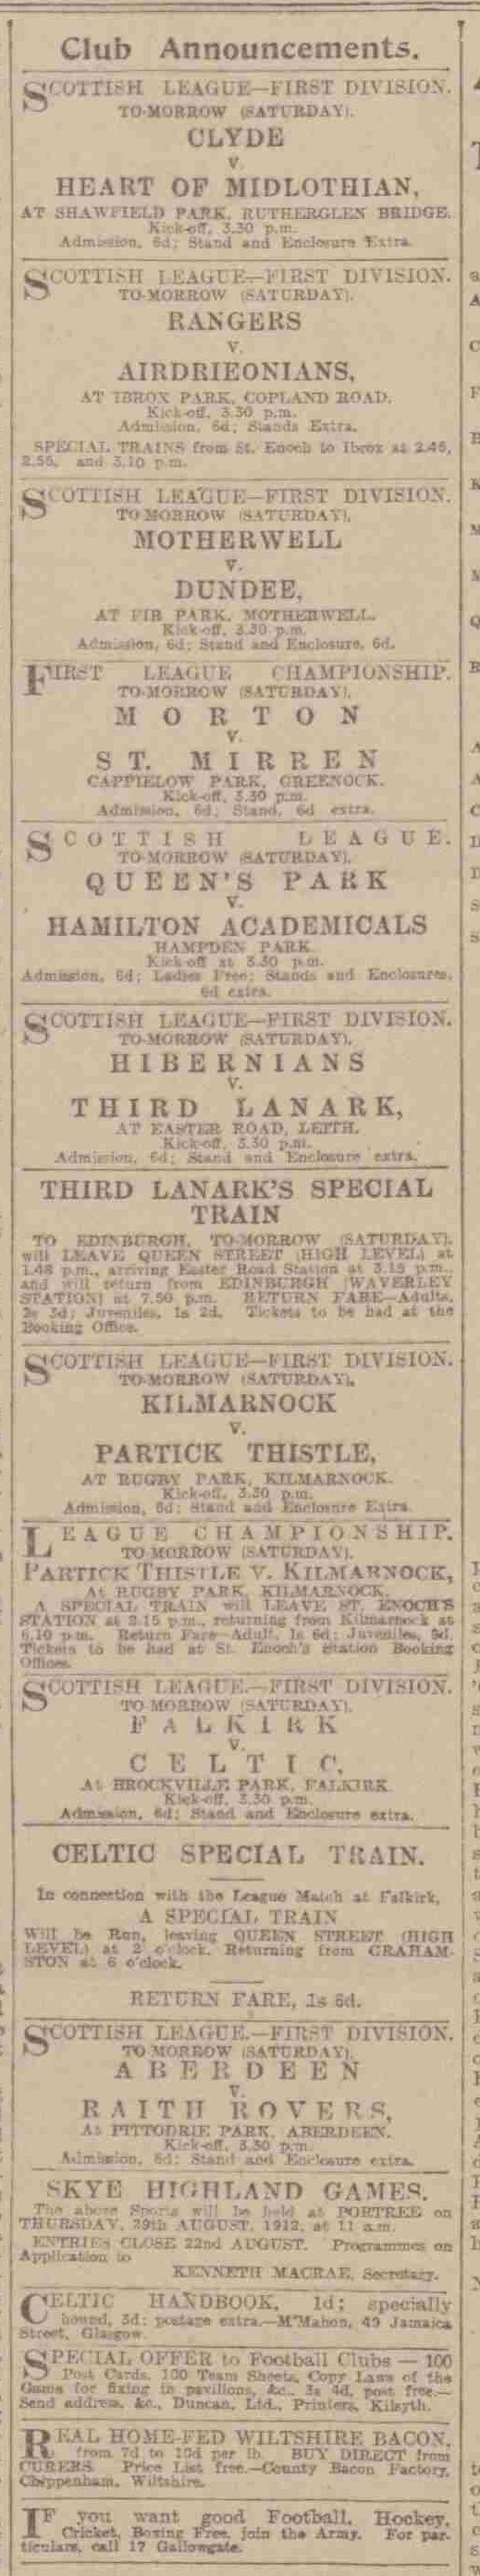 Club Announcements.
SCOTTISH LEAGUE—FIRST DIVISION.
TO-MORROW (SATURDAY).
CLYDE
v.
HEART OF MIDLOTHIAN,
AT SHAWFIELD PARK, RUTHERGLEN BRIDGE.
Kick-off, 3.30 p.m.
Admission, 6d; Stand and Enclosure Extra.
SCOTTISH LEAGUE—FIRST DIVISION.
TO-MORROW (SATURDAY).
RANGERS
v.
AIRDRIEONIANS,
AT IBROX PARK, COPLAND ROAD.
Kick-off, 3.30 p.m.
Admission, 6d; Stands Extra.
SPECIAL TRAINS from St. Enoch to Ibrox at 2.45,
2.55, and 3.10 p.m.
SCOTTISH LEAGUE—FIRST DIVISION.
TO-MORROW (SATURDAY).
MOTHERWELL
v.
DUNDEE,
AT FIR PARK, MOTHERWELL.
Kick-off, 3.30 p.m.
Admission, 6d; Stand and Enclosure, 6d.
FIRST LEAGUE CHAMPIONSHIP.
TO-MORROW (SATURDAY).
MORTON
v.
ST. MIRREN
CAPPIELOW PARK, GREENOCK.
Kick-off, 3.30 p.m.
Admission, 6d, Stand, 6d extra.
SCOTTISH LEAGUE.
TO-MORROW (SATURDAY).
QUEEN'S PARK
v.
HAMILTON ACADEMICALS
HAMPDEN PARK.
Kick off at 3.30 p.m.
Admission, 6d; Ladies Free; Stands and Enclosures,
6d extra.
SCOTTISH LEAGUE—FIRST DIVISION.
TO-MORROW (SATURDAY).
HIBERNIANS
v.
THIRD LANARK,
AT EASTER ROAD, LEITH.
Kick-off, 3.30 p.m.
Admission, 6d; Stand and Enclosure extra.
THIRD LANARK'S SPECIAL
TRAIN
TO EDINBURGH, TO-MORROW (SATURDAY),
will LEAVE QUEEN STREET (HIGH LEVEL) at
1.48 p.m., arriving Easter Road Station at 3.15 p.m.,
and will return from EDINBURGH (WAVERLEY
STATION) at 7.50 p.m. RETURN FARE—Adults,
2s 3d; Juveniles, 1s 2d. Tickets to be had at the
Booking Office.
SCOTTISH LEAGUE—FIRST DIVISION.
TO-MORROW (SATURDAY),
KILMARNOCK
v.
PARTICK THISTLE,
AT RUGBY PARK, KILMARNOCK.
Kick-off, 3.30 p.m.
Admission, 6d; Stand and Enclosure Extra.
LEAGUE CHAMPIONSHIP.
TO MORROW (SATURDAY).
PARTICK THISTLE V. KILMARNOCK,
At RUGBY PARK, KILMARNOCK.
A SPECIAL TRAIN will LEAVE ST. ENOCH'S
STATION at 2.15 p.m., returning from Kilmarnock at
6.10 p.m. Return Fare—Adult, 1s 6d; Juveniles, 9d.
Tickets to be had at St. Enoch's Station Booking
Offices.
SCOTTISH LEAGUE.—FIRST DIVISION.
TO-MORROW (SATURDAY).
FALKIRK
v.
CELTIC,
At BROCKVILLE PARK, FALKIRK.
Kick-off, 3.30 p.m.
Admission, 6d; Stand and Enclosure extra.
CELTIC SPECIAL TRAIN.
In connection with the League Match at Falkirk,
A SPECIAL TRAIN
Will be Run, leaving QUEEN STREET (HIGH
LEVEL) at 2 o'clock. Returning from GRAHAM-
STON at 6 o'clock.
RETURN FARE, 1s 6d.
SCOTTISH LEAGUE.—FIRST DIVISION.
TO MORROW (SATURDAY).
ABERDEEN
v.
RAITH ROVERS,
At PITTODRIE PARK, ABERDEEN.
Kick-off, 3.30 p.m.
Admission, 6d; Stand and Enclosure extra.
SKYE HIGHLAND GAMES.
The above Sports will be held at PORTREE on
THURSDAY, 29th AUGUST, 1912, at 11 a.m.
ENTRIES CLOSE 22nd AUGUST. Programmes on
Application to
KENNETH MACRAE, Secretary.
CELTIC HANDBOOK, 1d; specially
bound, 3d; postage extra.—M'Mahon, 49 Jamaica
Street, Glasgow.
SPECIAL OFFER to Football Clubs — 100
Post Cards, 100 Team Sheets, Copy Laws of the
Game for fixing in pavilions, &c., 3s 4d, post free.—
Send address, &c., Duncan, Ltd., Printers, Kilsyth.
REAL HOME-FED WILTSHIRE BACON,
from 7d to 10d per lb. BUY DIRECT from
CURERS. Price List free.—County Bacon Factory,
Chippenham, Wiltshire.
IF you want good Football, Hockey,
Cricket, Boxing Free, join the Army. For par-
ticulars, call 17 Gallowgate.